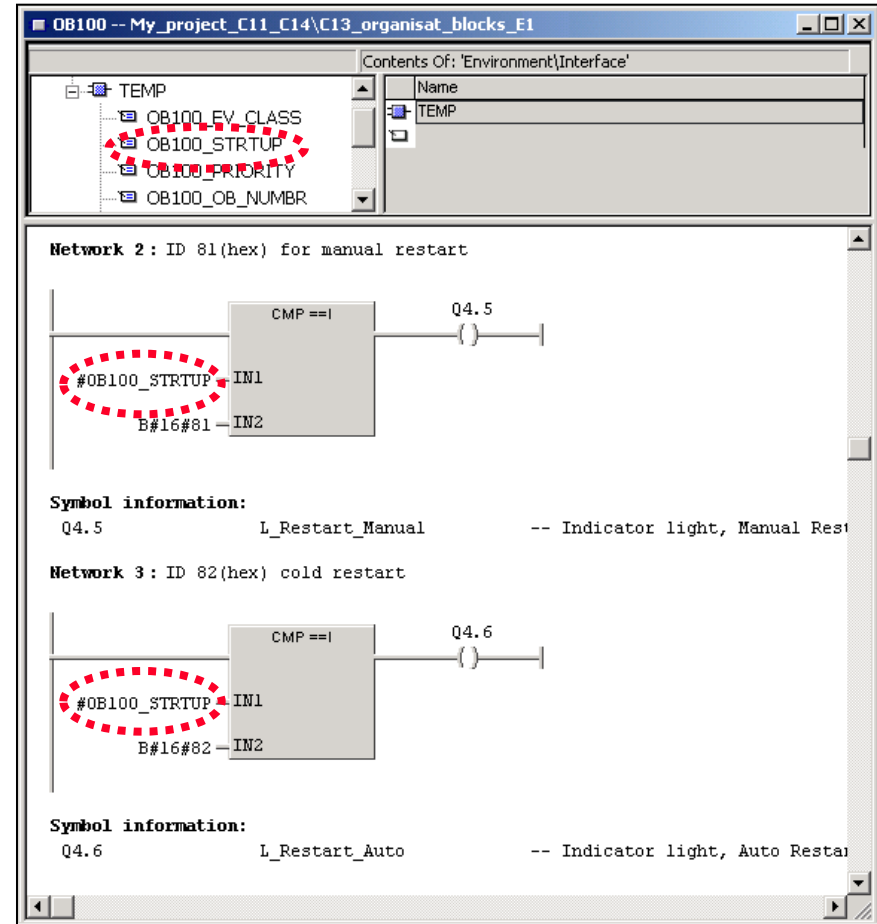 OB100 -- My_project_C11_C14\C13_organisat_blocks_E1
Contents Of: 'Environment\Interface'
TEMP
OB100_EV_CLASS
OB100_STRTUP
OB100_PRIORITY
OB100_OB_NUMBR
Name
TEMP
Network 2 : ID 81(hex) for manual restart
CMP ==I
Q4.5
( )
#OB100_STRTUP IN1
B#16#81 IN2
Symbol information:
Q4.5 L_Restart_Manual -- Indicator light, Manual Rest
Network 3 : ID 82(hex) cold restart
CMP ==I
Q4.6
( )
#OB100_STRTUP IN1
B#16#82 IN2
Symbol information:
Q4.6 L_Restart_Auto -- Indicator light, Auto Restar